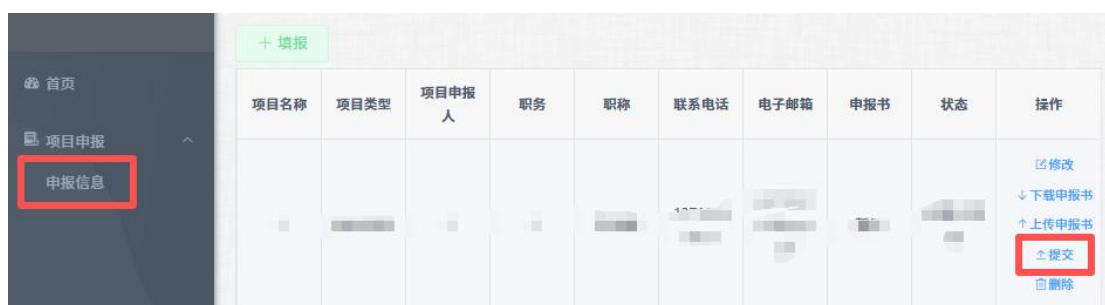 + 填报
首页
项目申报
申报信息
项目名称 项目类型 项目申报人 职务 职称 联系电话 电子邮箱 申报书 状态 操作
修改
下载申报书
上传申报书
提交
删除